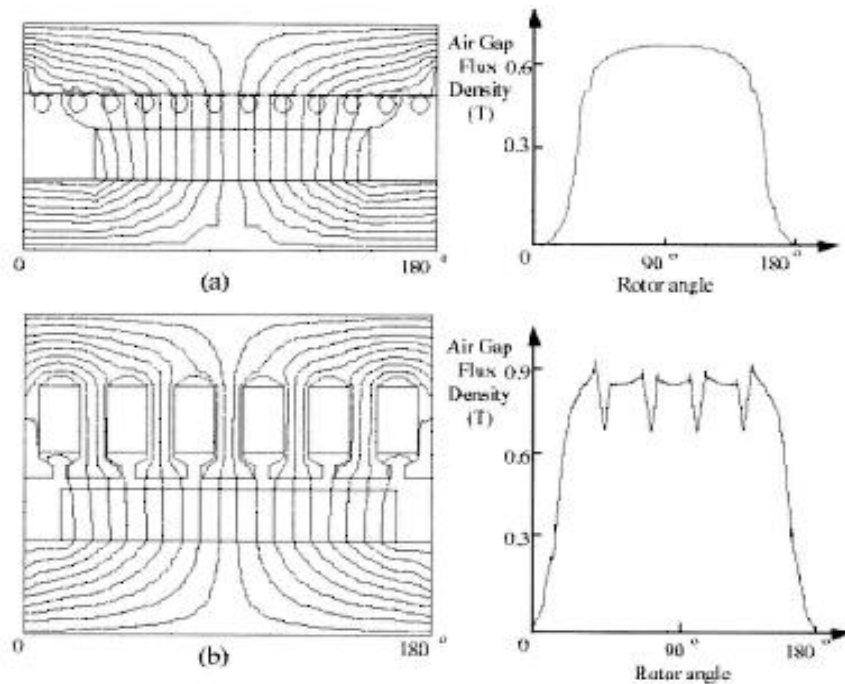 Air Gap
Flux
Density
(T)
0.6
0.3
0
90°
180°
Rotor angle
0
180°
(a)
Air Gap
Flux
Density
(T)
0.9
0.6
0.3
0
90°
180°
Rotor angle
0
180°
(b)